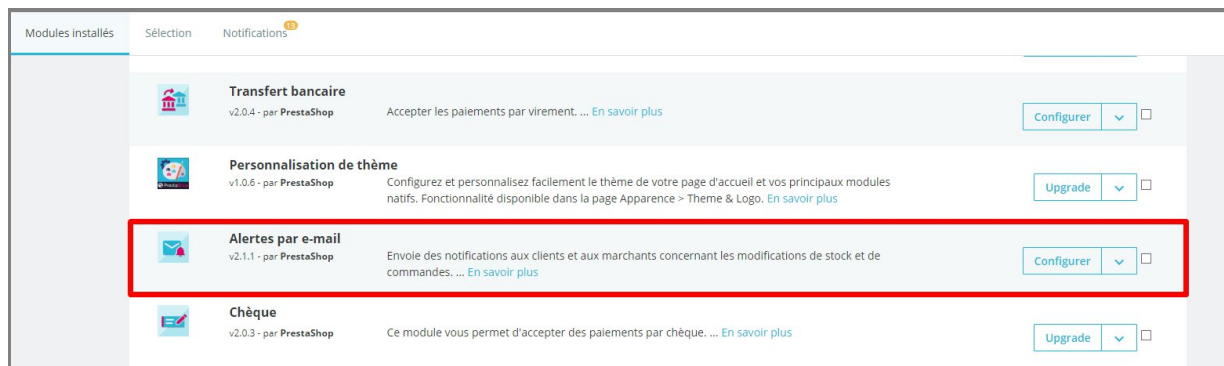 Modules installés Sélection Notifications 13
Transfert bancaire
v2.0.4 - par PrestaShop Accepter les paiements par virement. ... En savoir plus Configurer
Personnalisation de thème
v1.0.6 - par PrestaShop Configurez et personnalisez facilement le thème de votre page d'accueil et vos principaux modules
natifs. Fonctionnalité disponible dans la page Apparence > Theme & Logo. En savoir plus Upgrade
Alertes par e-mail
v2.1.1 - par PrestaShop Envoie des notifications aux clients et aux marchants concernant les modifications de stock et de
commandes. ... En savoir plus Configurer
Chèque
v2.0.3 - par PrestaShop Ce module vous permet d'accepter des paiements par chèque. ... En savoir plus Upgrade